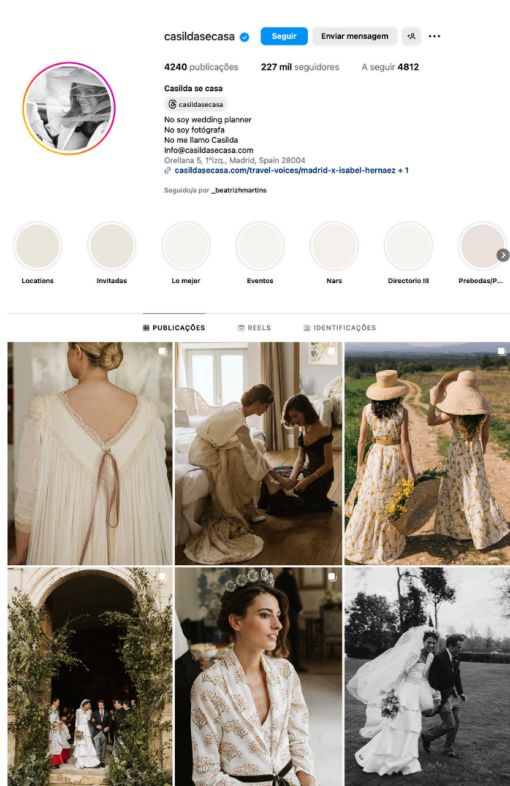 casildasecasa
Seguir
Enviar mensagem
4240 publicações 227 mil seguidores A seguir 4812
Casilda se casa
casildasecasa
No soy wedding planner
No soy fotógrafa
No me llamo Casilda
Info@casildasecasa.com
Orellana 5, 1ºizq., Madrid, Spain 28004
casildasecasa.com/travel-voices/madrid-x-isabel-hernaez + 1
Seguido/a por _beatrizhmartins
Locations
Invitadas
Lo mejor
Eventos
Nars
Directorio III
Prebodas/P...
PUBLICAÇÕES
REELS
IDENTIFICAÇÕES